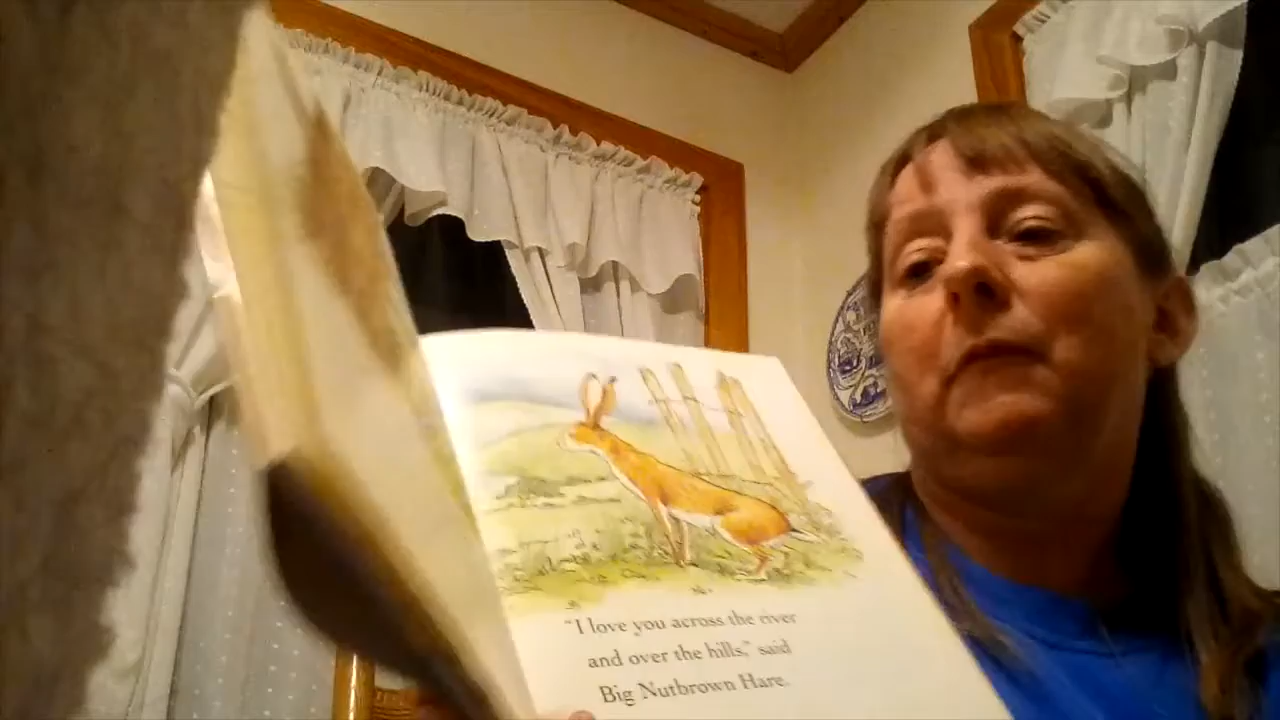 "I love you across the river
and over the hills," said
Big Nutbrown Hare.